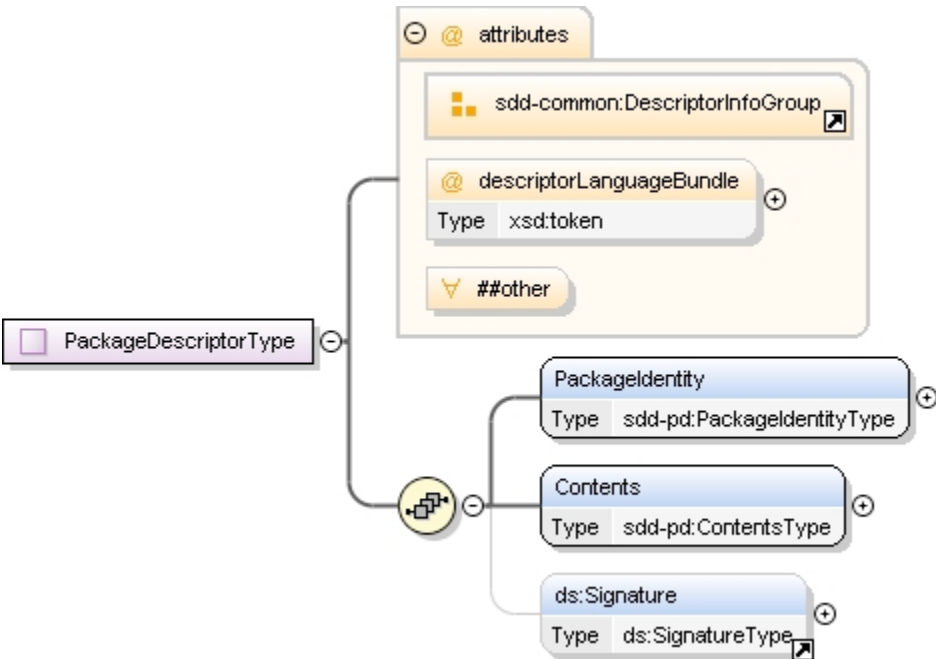 @ attributes
sdd-common:DescriptorInfoGroup
@ descriptorLanguageBundle
Type xsd:token
∀ ##other
PackageDescriptorType
PackageIdentity
Type sdd-pd:PackageIdentityType
Contents
Type sdd-pd:ContentsType
ds:Signature
Type ds:SignatureType